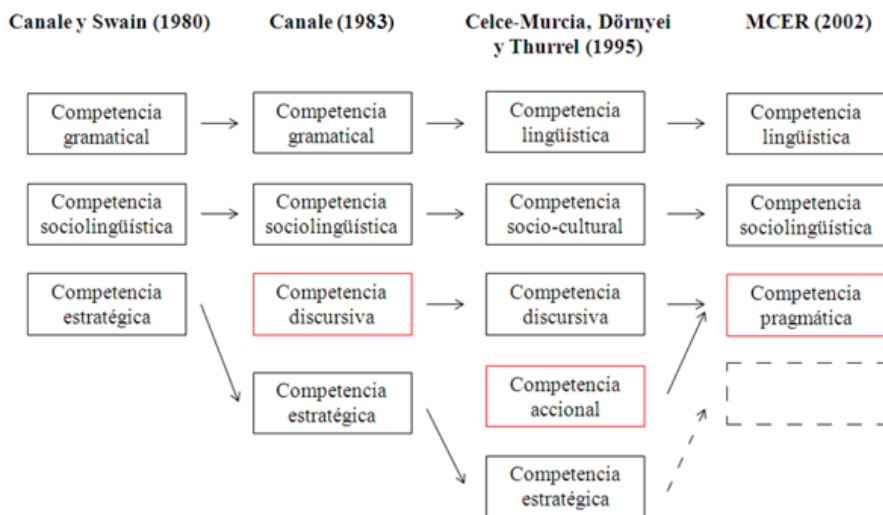 Canale y Swain (1980)
Canale (1983)
Celce-Murcia, Dörnyei
y Thurrel (1995)
MCER (2002)
Competencia
gramatical
Competencia
gramatical
Competencia
lingüística
Competencia
lingüística
Competencia
sociolingüística
Competencia
sociolingüística
Competencia
socio-cultural
Competencia
sociolingüística
Competencia
estratégica
Competencia
discursiva
Competencia
discursiva
Competencia
pragmática
Competencia
estratégica
Competencia
accional
Competencia
estratégica